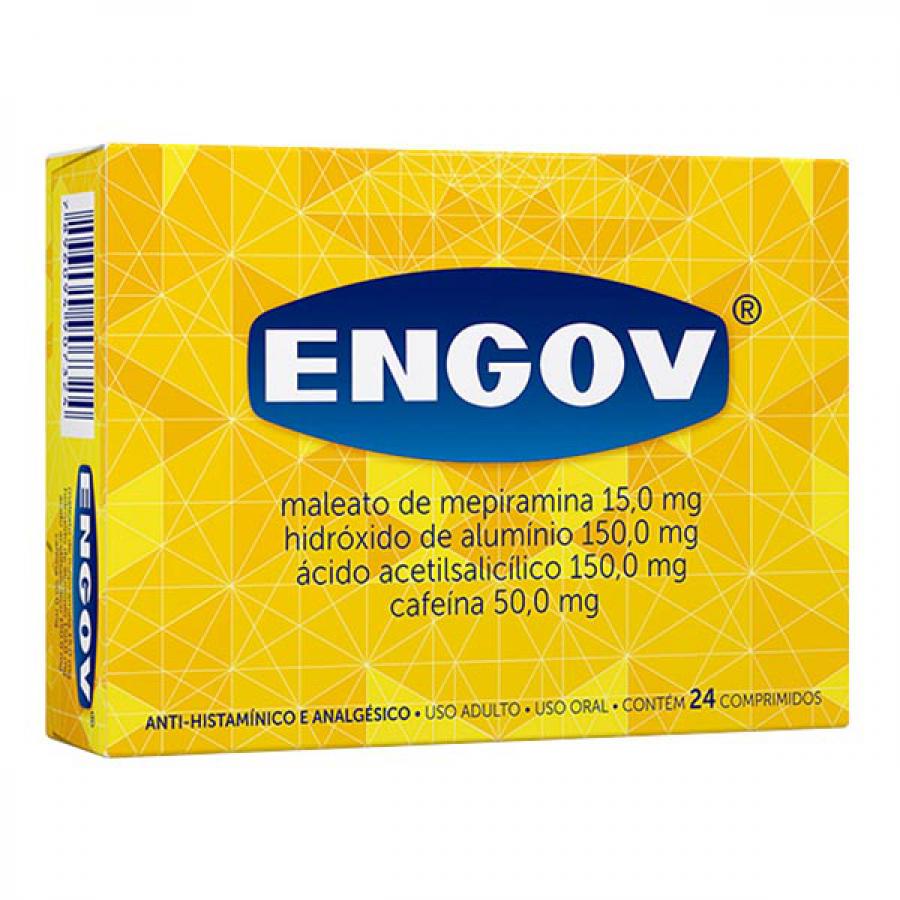 ENGOV®
maleato de mepiramina 15,0 mg
hidróxido de alumínio 150,0 mg
ácido acetilsalicílico 150,0 mg
cafeína 50,0 mg
ANTI-HISTAMÍNICO E ANALGÉSICO • USO ADULTO • USO ORAL • CONTÉM 24 COMPRIMIDOS
ENGOV